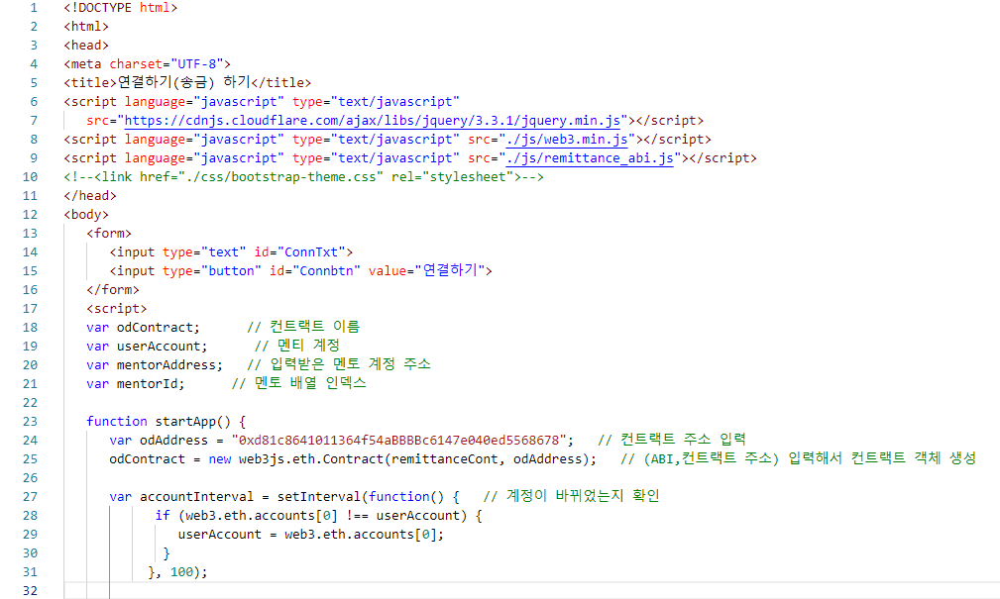 1 <!DOCTYPE html>
2 <html>
3 <head>
4 <meta charset="UTF-8">
5 <title>연결하기(송금) 하기</title>
6 <script language="javascript" type="text/javascript"
7 src="https://cdnjs.cloudflare.com/ajax/libs/jquery/3.3.1/jquery.min.js"></script>
8 <script language="javascript" type="text/javascript" src="./js/web3.min.js"></script>
9 <script language="javascript" type="text/javascript" src="./js/remittance_abi.js"></script>
10 <!--<link href="./css/bootstrap-theme.css" rel="stylesheet">-->
11 </head>
12 <body>
13 <form>
14 <input type="text" id="ConnTxt">
15 <input type="button" id="Connbtn" value="연결하기">
16 </form>
17 <script>
18 var odContract; // 컨트랙트 이름
19 var userAccount; // 멘티 계정
20 var mentorAddress; // 입력받은 멘토 계정 주소
21 var mentorId; // 멘토 배열 인덱스
22
23 function startApp() {
24 var odAddress = "0xd81c8641011364f54aBBBBc6147e040ed5568678"; // 컨트랙트 주소 입력
25 odContract = new web3js.eth.Contract(remittanceCont, odAddress); // (ABI,컨트랙트 주소) 입력해서 컨트랙트 객체 생성
26
27 var accountInterval = setInterval(function() { // 계정이 바뀌었는지 확인
28 if (web3.eth.accounts[0] !== userAccount) {
29 userAccount = web3.eth.accounts[0];
30 }
31 }, 100);
32